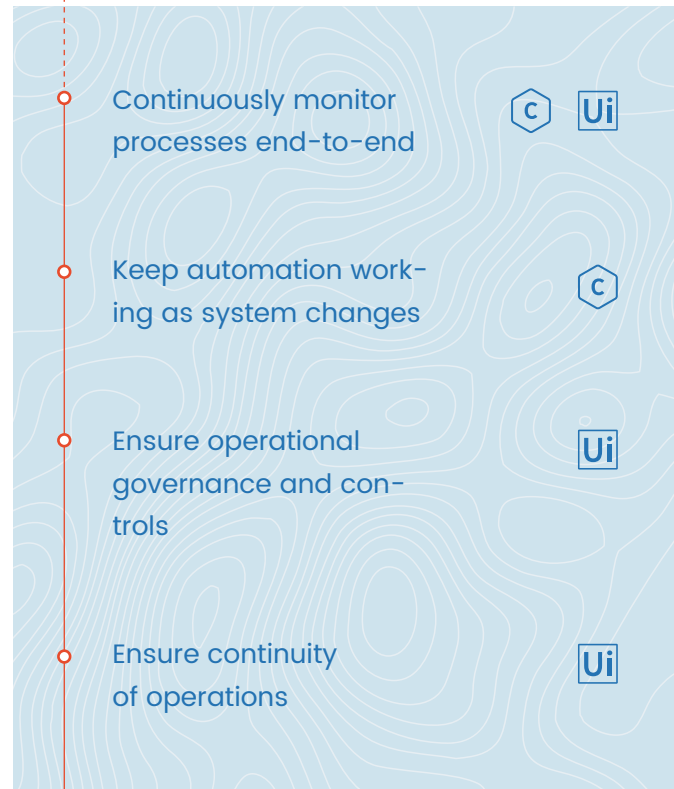 Continuously monitor
processes end-to-end
C Ui
Keep automation work-
ing as system changes
C
Ensure operational
governance and con-
trols
Ui
Ensure continuity
of operations
Ui